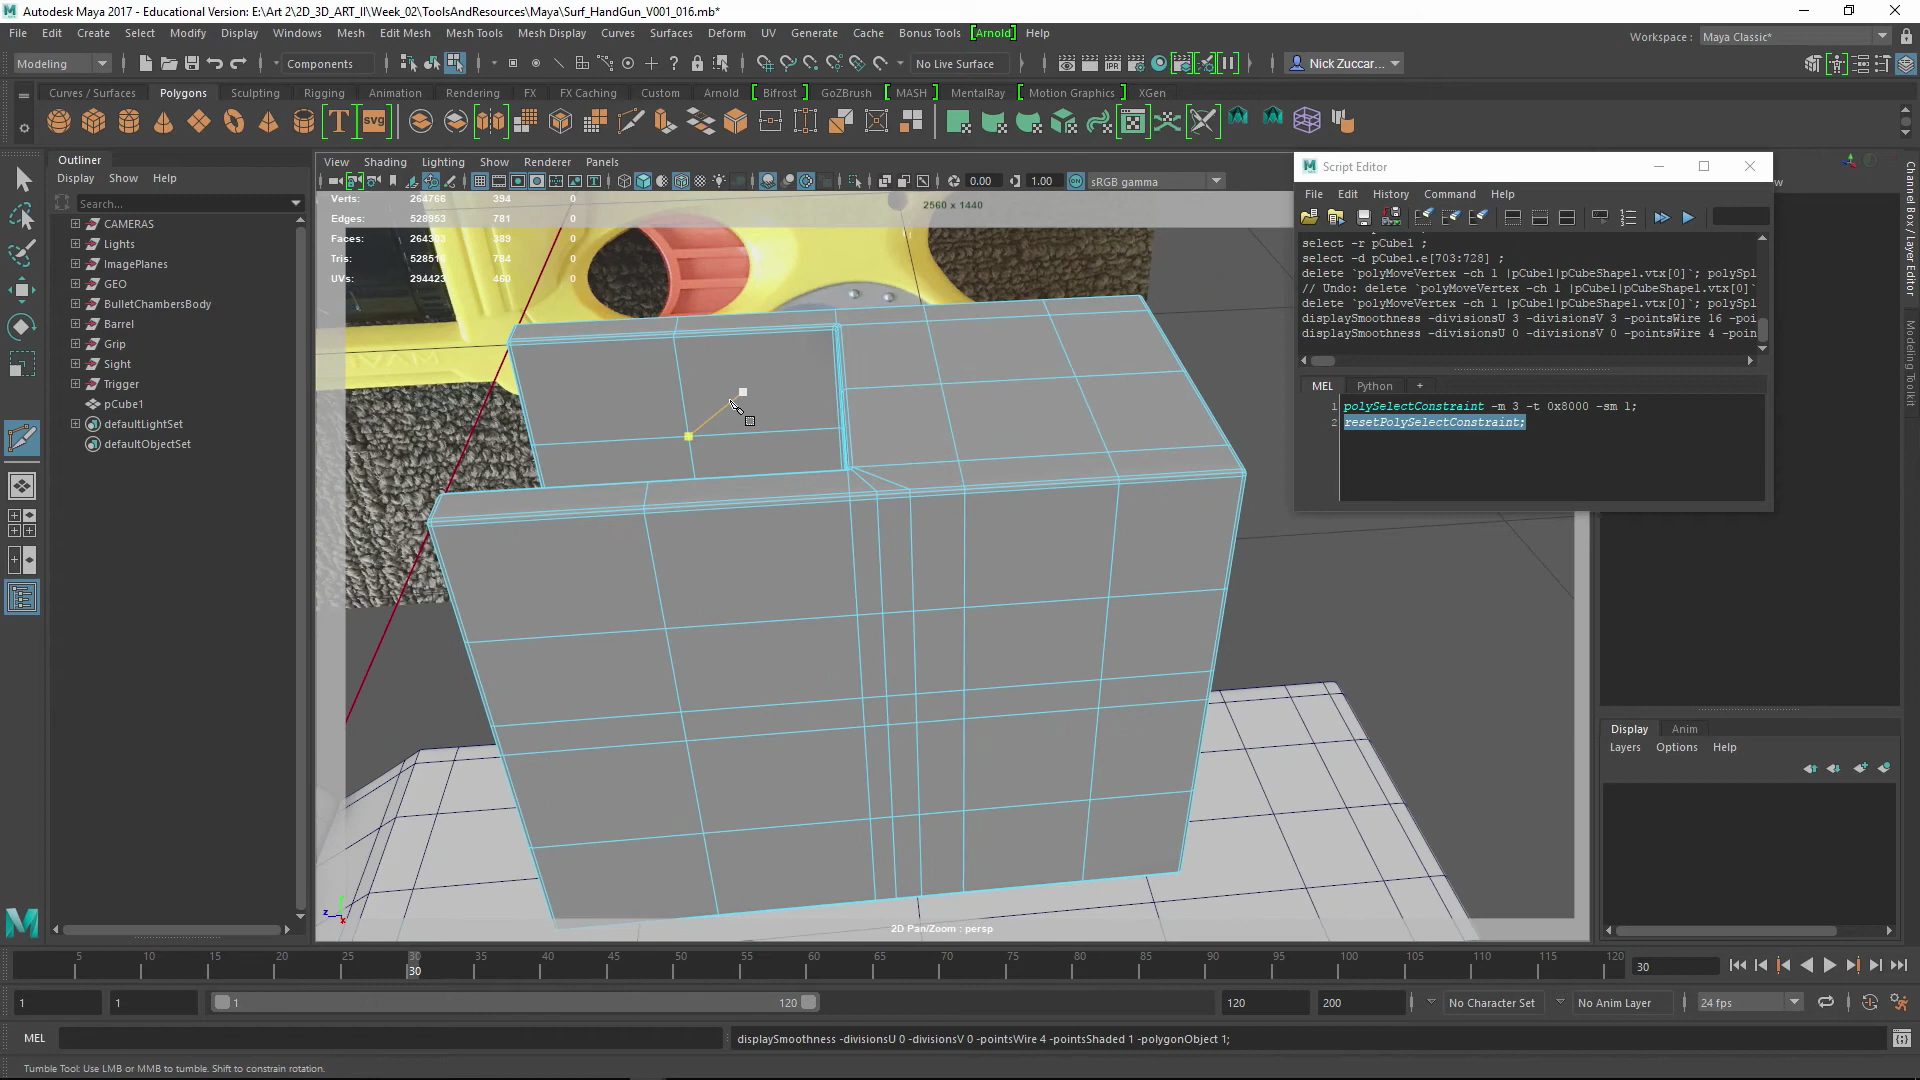 Autodesk Maya 2017 - Educational Version: E:\Art 2\2D_3D_ART_II\Week_02\ToolsAndResources\Maya\Surf_HandGun_V001_016.mb*
File Edit Create Select Modify Display Windows Mesh Edit Mesh Mesh Tools Mesh Display Curves Surfaces Deform UV Generate Cache Bonus Tools [Arnold] Help
Workspace : Maya Classic*
Modeling Components No Live Surface Nick Zuccar...
Curves / Surfaces Polygons Sculpting Rigging Animation Rendering FX FX Caching Custom Arnold [ Bifrost ] GoZBrush [ MASH ] MentalRay [ Motion Graphics ] XGen
T svg
Outliner
Display Show Help
Search...
CAMERAS
Lights
ImagePlanes
GEO
BulletChambersBody
Barrel
Grip
Sight
Trigger
pCube1
defaultLightSet
defaultObjectSet
View Shading Lighting Show Renderer Panels
0.00 1.00 sRGB gamma
Verts: 264766 394 0
Edges: 528953 781 0
Faces: 389 0
Tris: 784 0
UVs: 294423 460 0
2560 x 1440
2D Pan/Zoom : persp
Script Editor
File Edit History Command Help
select -r pCube1 ;
select -d pCube1.e[703:728] ;
delete `polyMoveVertex -ch 1 |pCube1|pCubeShape1.vtx[0]`; polySpl
// Undo: delete `polyMoveVertex -ch 1 |pCube1|pCubeShape1.vtx[0]`
delete `polyMoveVertex -ch 1 |pCube1|pCubeShape1.vtx[0]`; polySpl
displaySmoothness -divisionsU 3 -divisionsV 3 -pointsWire 16 -poin
displaySmoothness -divisionsU 0 -divisionsV 0 -pointsWire 4 -poin
MEL Python +
1 polySelectConstraint -m 3 -t 0x8000 -sm 1;
2 resetPolySelectConstraint;
Channel Box / Layer Editor
Modeling Toolkit
Display Anim
Layers Options Help
5 10 15 20 25 30 35 40 45 50 55 60 65 70 75 80 85 90 95 100 105 110 115 120
30
30
1 1 1 120 120 200 No Character Set No Anim Layer 24 fps
MEL displaySmoothness -divisionsU 0 -divisionsV 0 -pointsWire 4 -pointsShaded 1 -polygonObject 1;
Tumble Tool: Use LMB or MMB to tumble. Shift to constrain rotation.